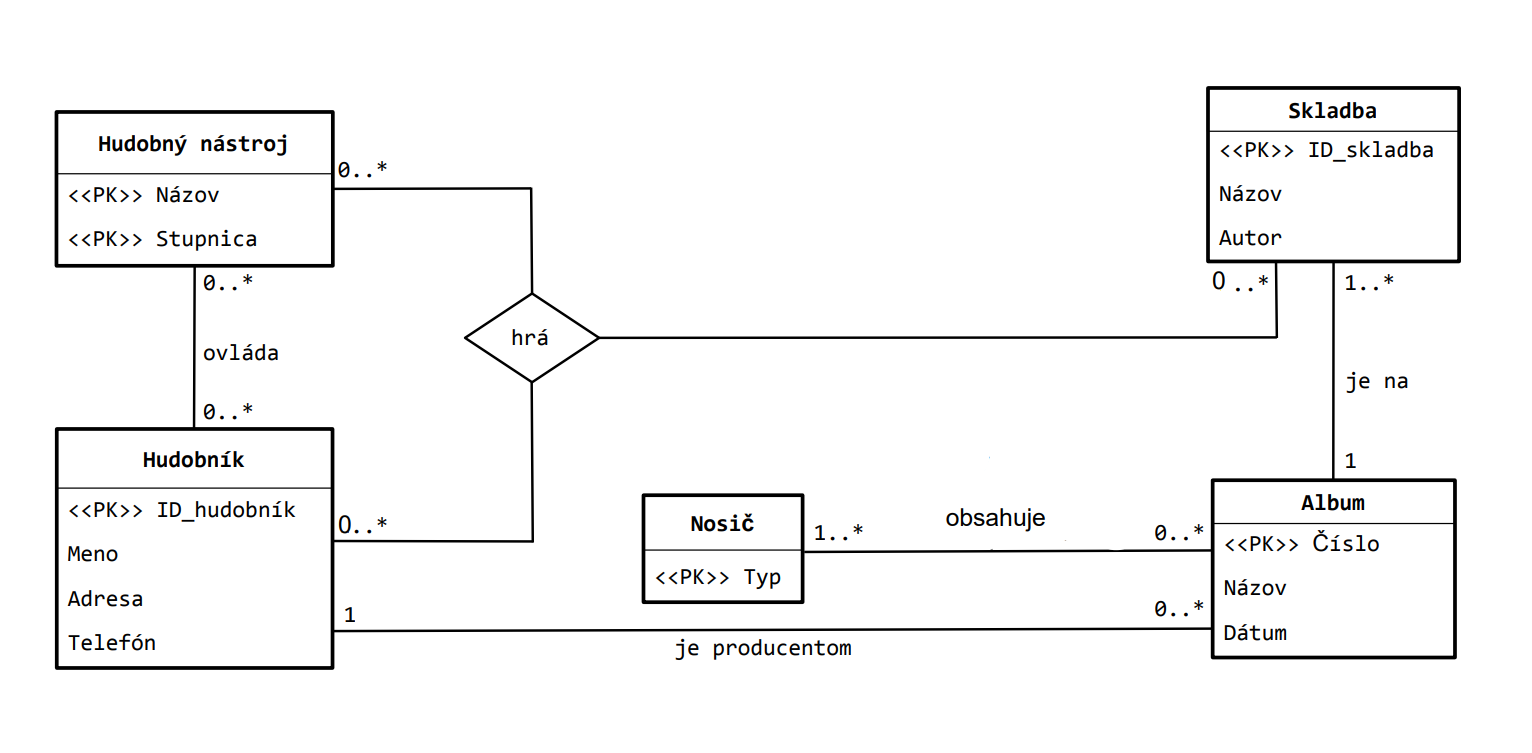 Hudobný nástroj
<<PK>> Názov
<<PK>> Stupnica
0..*
0..*
ovláda
0..*
Hudobník
<<PK>> ID_hudobník
Meno
Adresa
Telefón
0..*
1
hrá
Skladba
<<PK>> ID_skladba
Názov
Autor
0 ..*
1..*
je na
1
Nosič
<<PK>> Typ
1..*
obsahuje
0..*
Album
<<PK>> Číslo
Názov
Dátum
0..*
je producentom